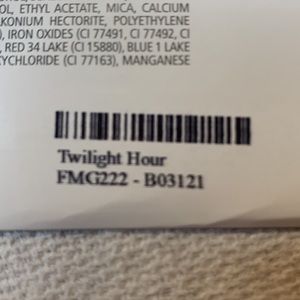 OL, ETHYL ACETATE, MICA, CALCIUM
KONIUM HECTORITE, POLYETHYLENE
), IRON OXIDES (CI 77491, CI 77492, CI
, RED 34 LAKE (CI 15880), BLUE 1 LAKE
YCHLORIDE (CI 77163), MANGANESE
Twilight Hour
FMG222 - B03121